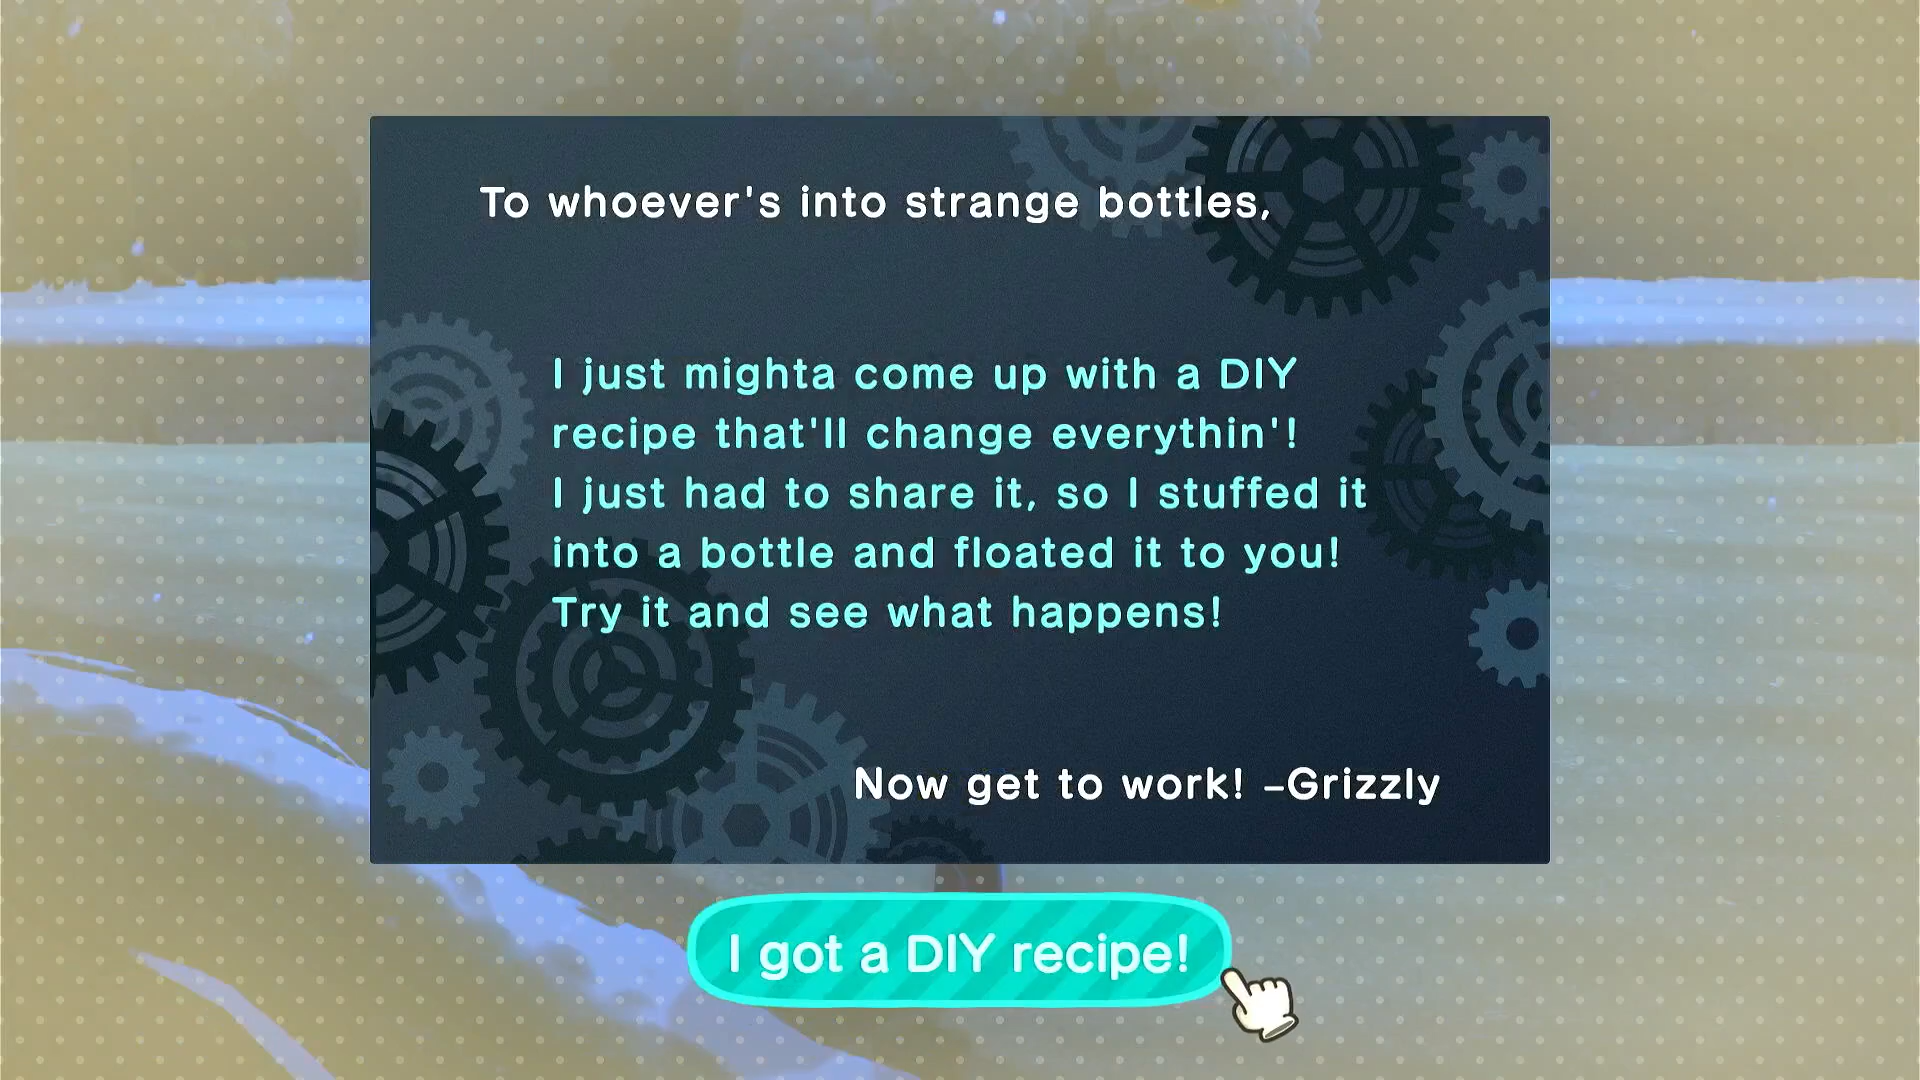 To whoever's into strange bottles,
I just mighta come up with a DIY
recipe that'll change everythin'!
I just had to share it, so I stuffed it
into a bottle and floated it to you!
Try it and see what happens!
Now get to work! –Grizzly
I got a DIY recipe!